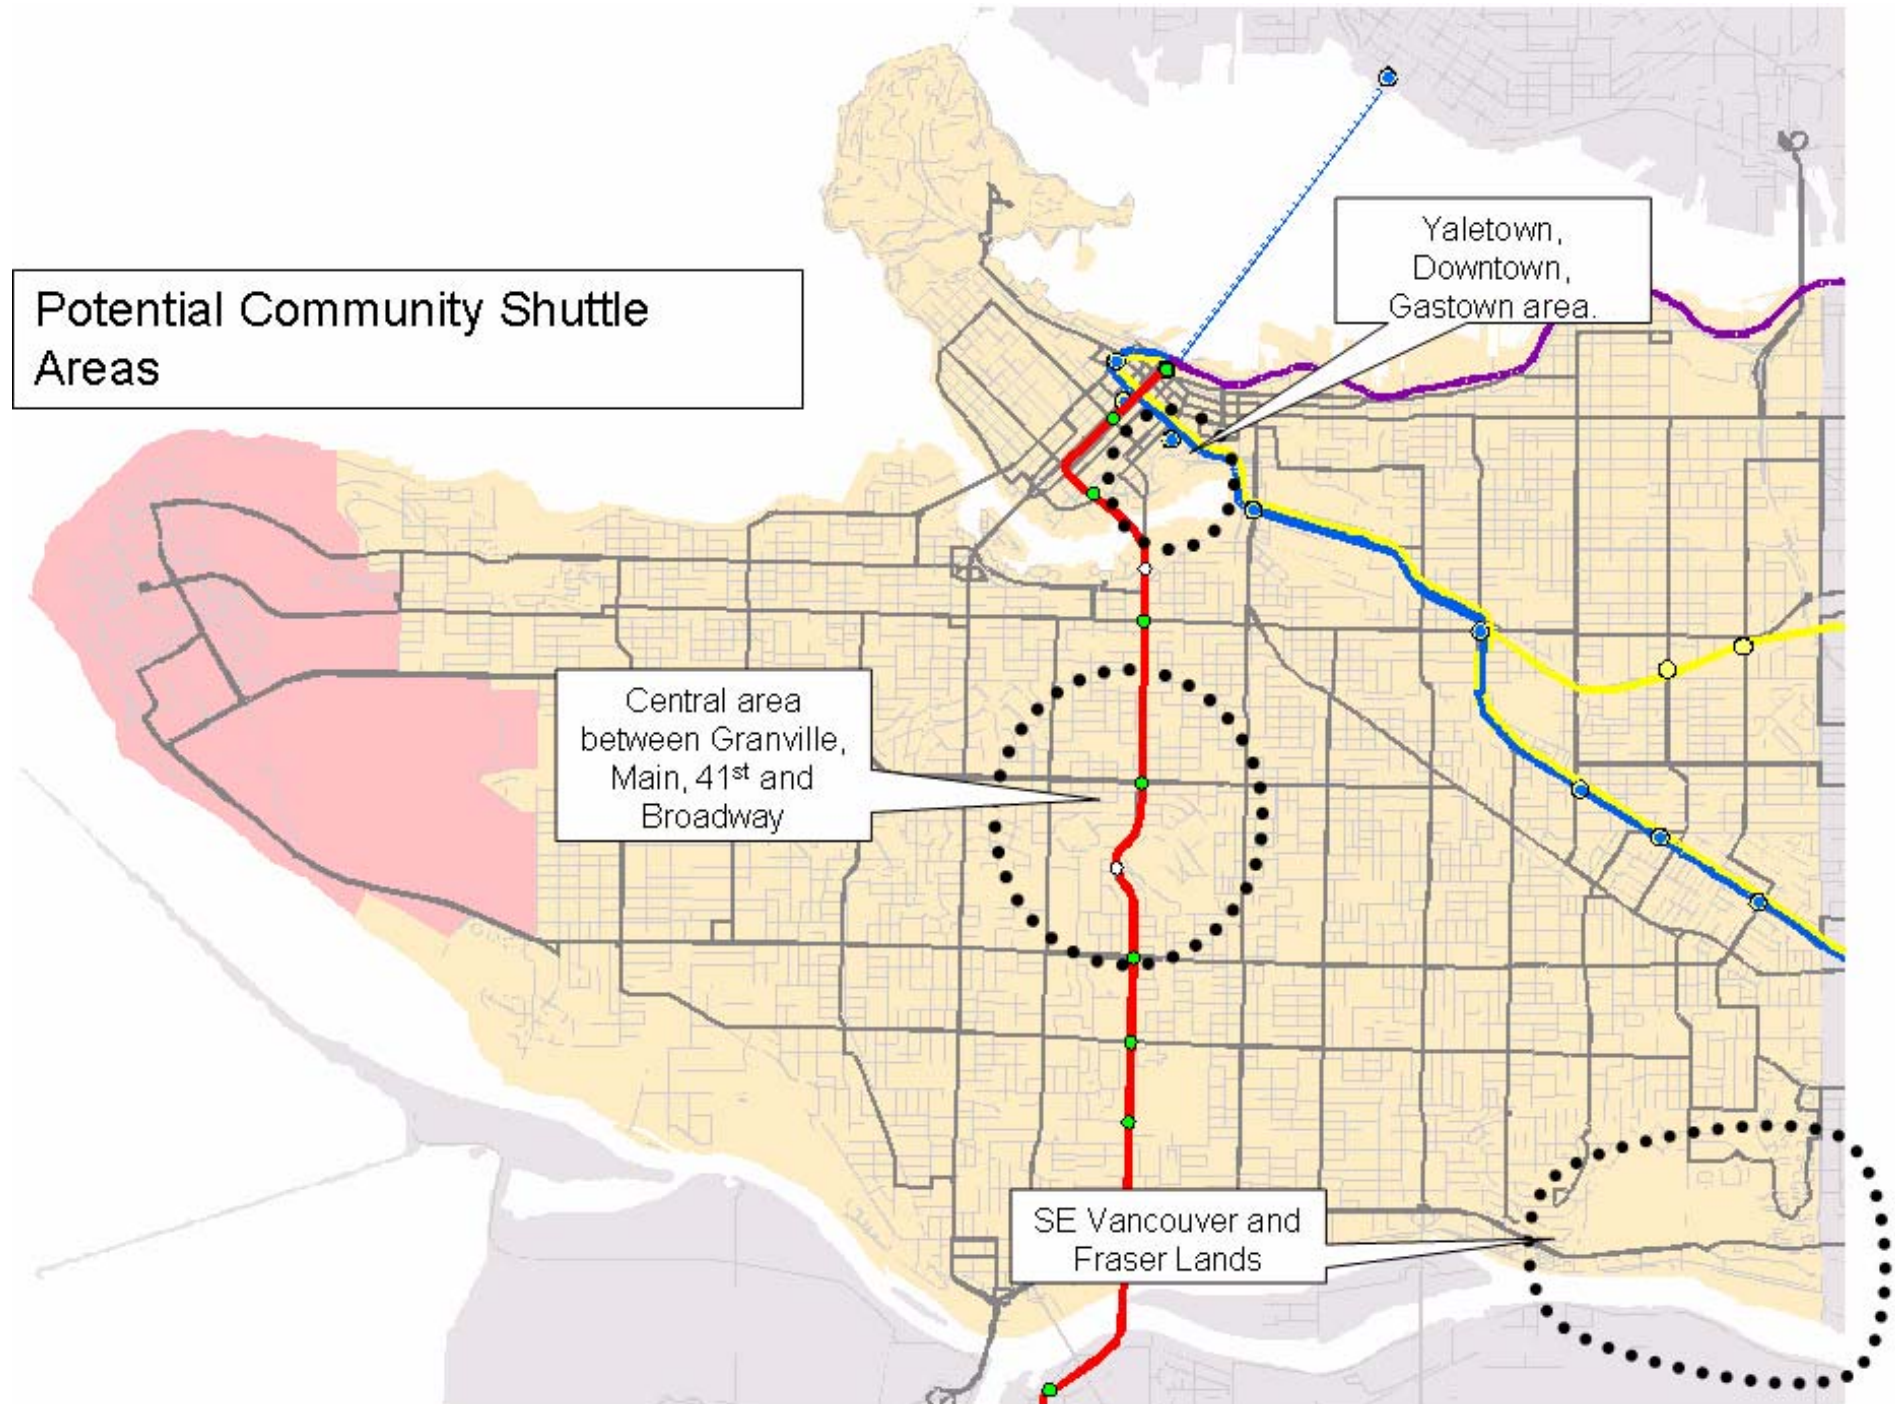 Potential Community Shuttle
Areas
Yaletown,
Downtown,
Gastown area.
Central area
between Granville,
Main, 41st and
Broadway
SE Vancouver and
Fraser Lands